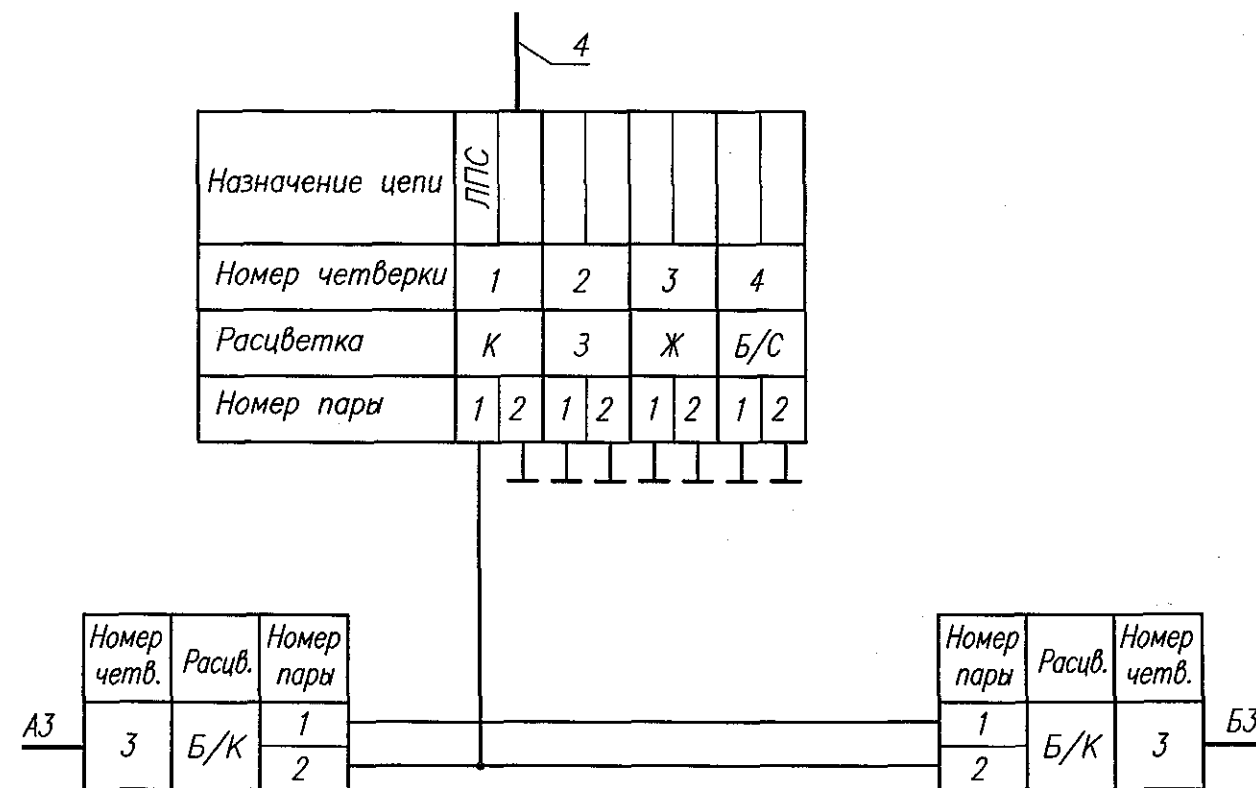 4
Назначение цепи ЛПС
Номер четверки 1 2 3 4
Расцветка К З Ж Б/С
Номер пары 1 2 1 2 1 2 1 2
Номер четв. Расцв. Номер пары
А3 3 Б/К 1
2
Номер пары Расцв. Номер четв.
1 Б/К 3 Б3
2